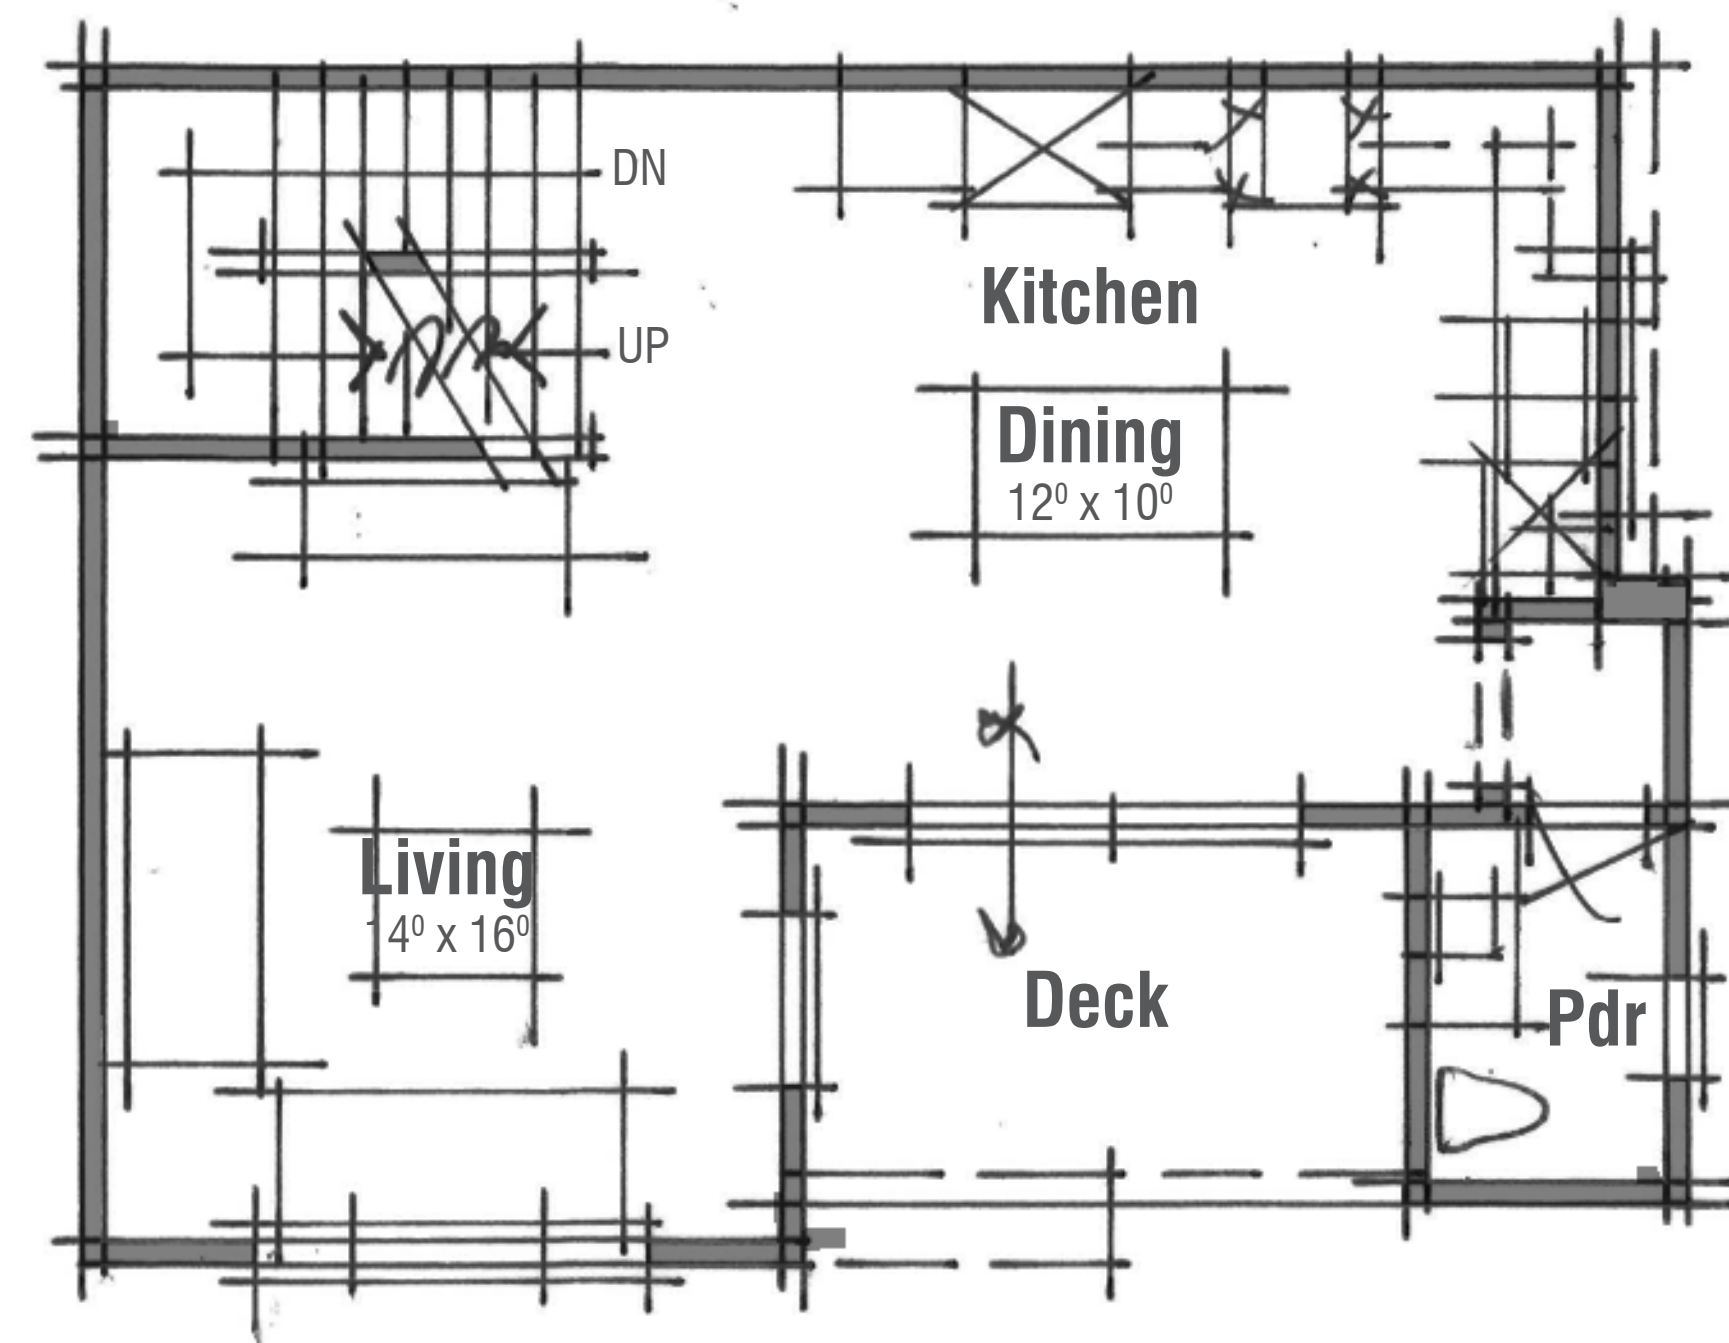 DN
UP
Kitchen
Dining
12⁰ x 10⁰
Living
14⁰ x 16⁰
Deck
Pdr